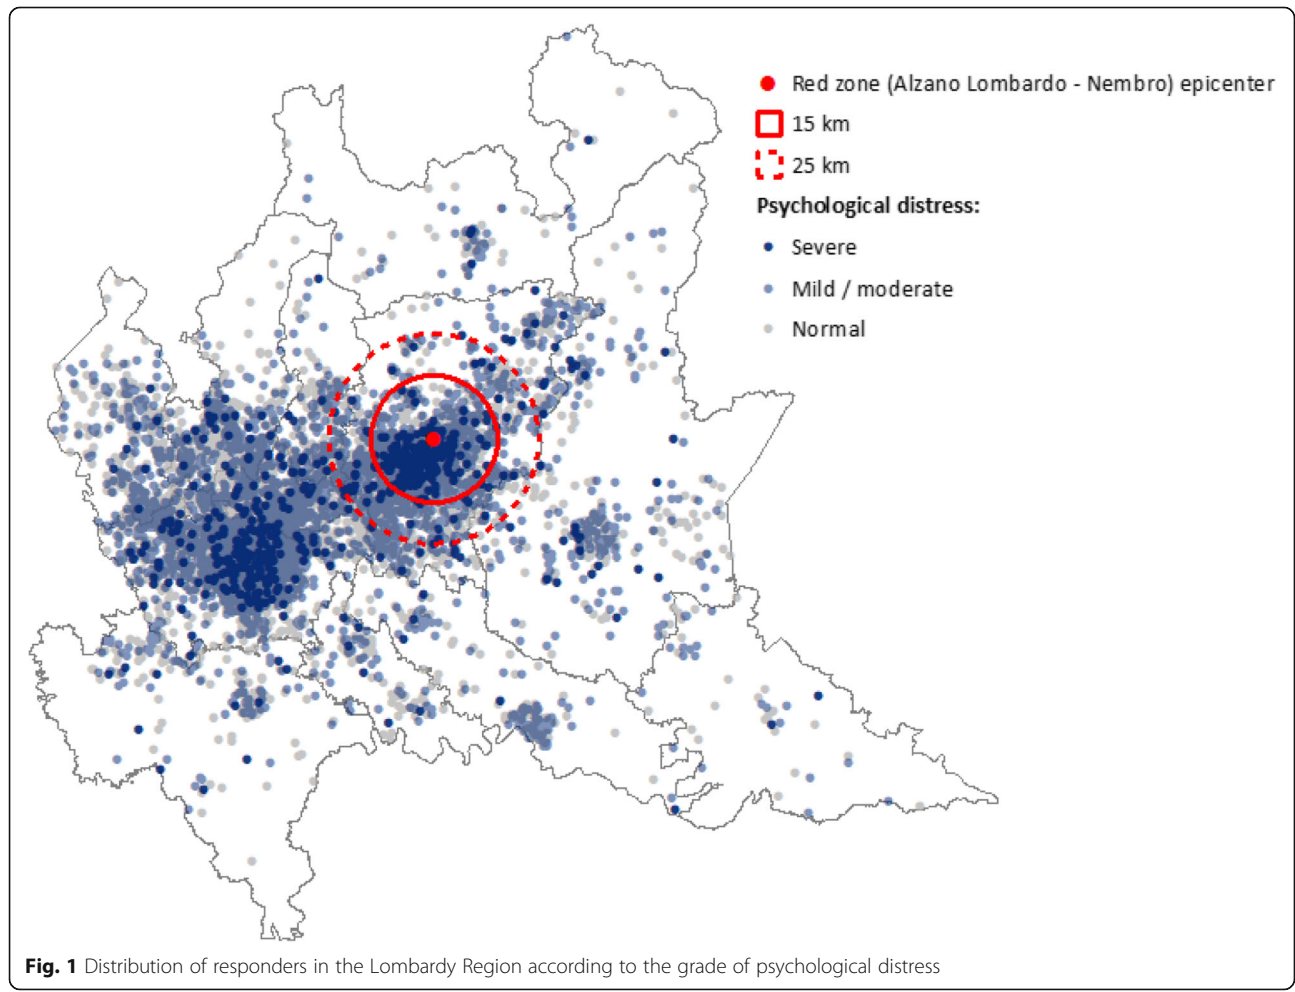 Red zone (Alzano Lombardo - Nembro) epicenter
15 km
25 km
Psychological distress:
Severe
Mild / moderate
Normal
Fig. 1 Distribution of responders in the Lombardy Region according to the grade of psychological distress